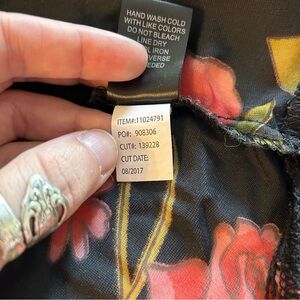 HAND WASH COLD
WITH LIKE COLORS
DO NOT BLEACH
LINE DRY
IRON
ITEM#:11024791
PO#: 908306
CUT#: 139228
CUT DATE:
08/2017